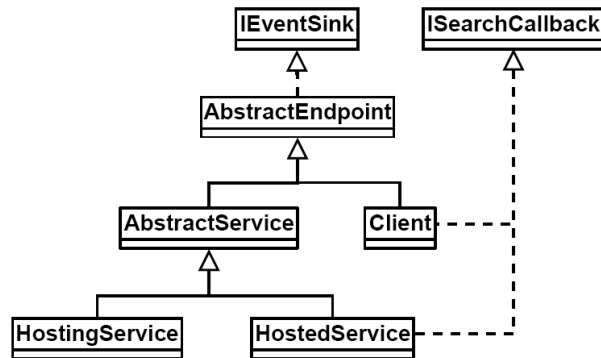 IEventSink
ISearchCallback
AbstractEndpoint
AbstractService
Client
HostingService
HostedService